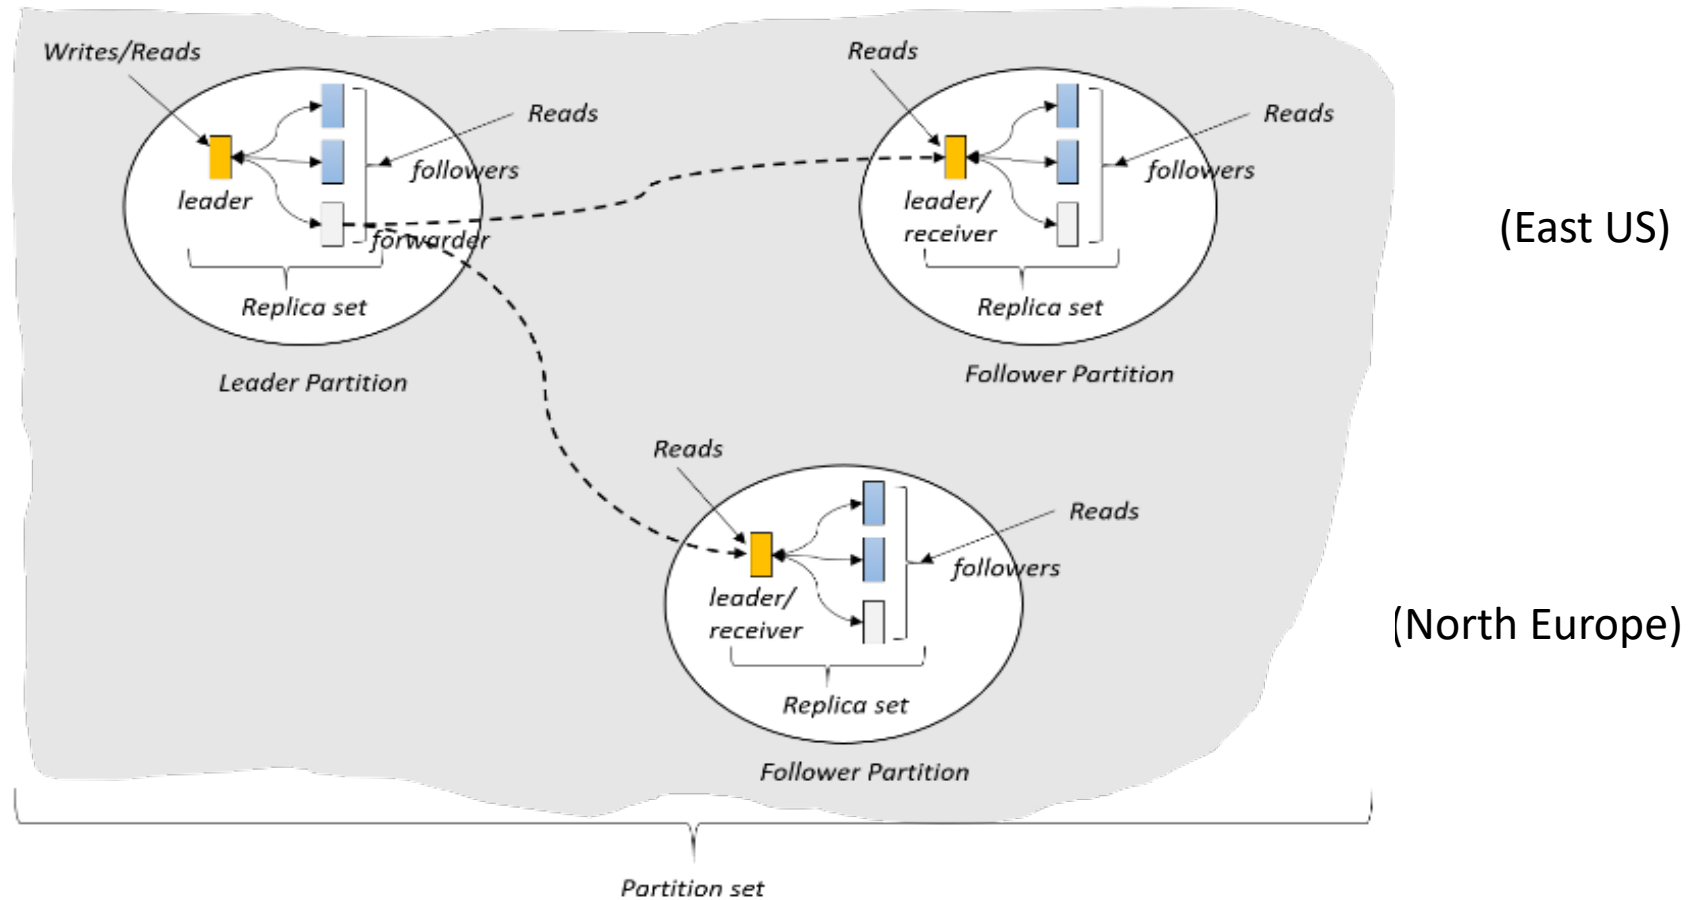 Writes/Reads
Reads
followers
leader
forwarder
Replica set
Leader Partition
Reads
Reads
followers
leader/
receiver
Replica set
Follower Partition
(East US)
Reads
Reads
followers
leader/
receiver
Replica set
Follower Partition
(North Europe)
Partition set